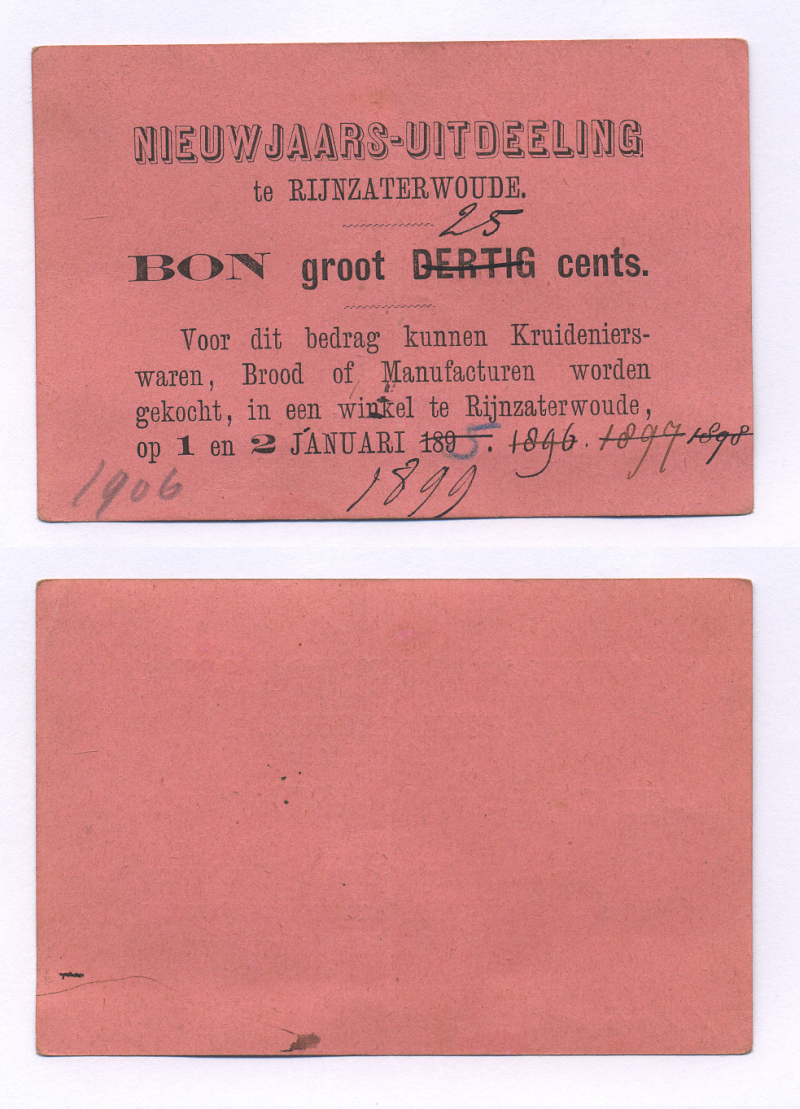 NIEUWJAARS-UITDEELING
te RIJNZATERWOUDE.
25
BON groot DERTIG cents.
Voor dit bedrag kunnen Kruideniers-
waren, Brood of Manufacturen worden
gekocht, in een winkel te Rijnzaterwoude,
op 1 en 2 JANUARI 1895. 1896. 1897 1898
1906 1899